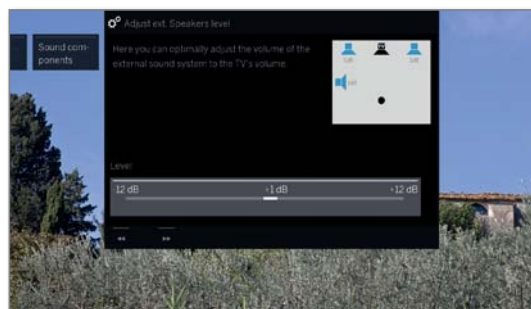 Adjust ext. Speakers level
Sound com-
ponents
Here you can optimally adjust the volume of the
external sound system to the TV's volume.
Level
-12 dB
+1 dB
+12 dB